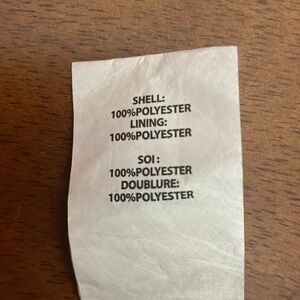 SHELL:
100%POLYESTER
LINING:
100%POLYESTER
SOI :
100%POLYESTER
DOUBLURE:
100%POLYESTER